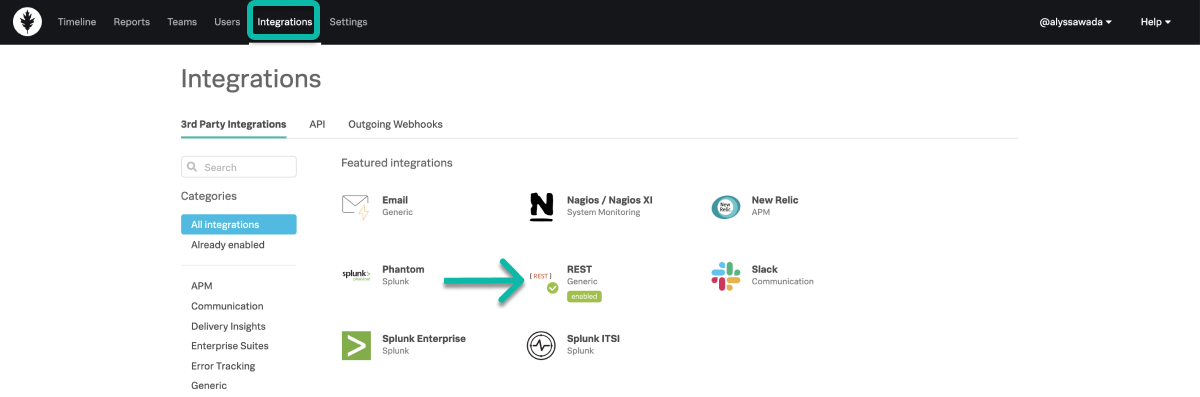 Timeline Reports Teams Users Integrations Settings @alyssawada Help
Integrations
3rd Party Integrations API Outgoing Webhooks
Search
Categories
All integrations
Already enabled
APM
Communication
Delivery Insights
Enterprise Suites
Error Tracking
Generic
Featured integrations
Email
Generic
Nagios / Nagios XI
System Monitoring
New Relic
New Relic
APM
splunk>
phantom
Phantom
Splunk
[ REST ]
REST
Generic
enabled
Slack
Communication
Splunk Enterprise
Splunk
Splunk ITSI
Splunk